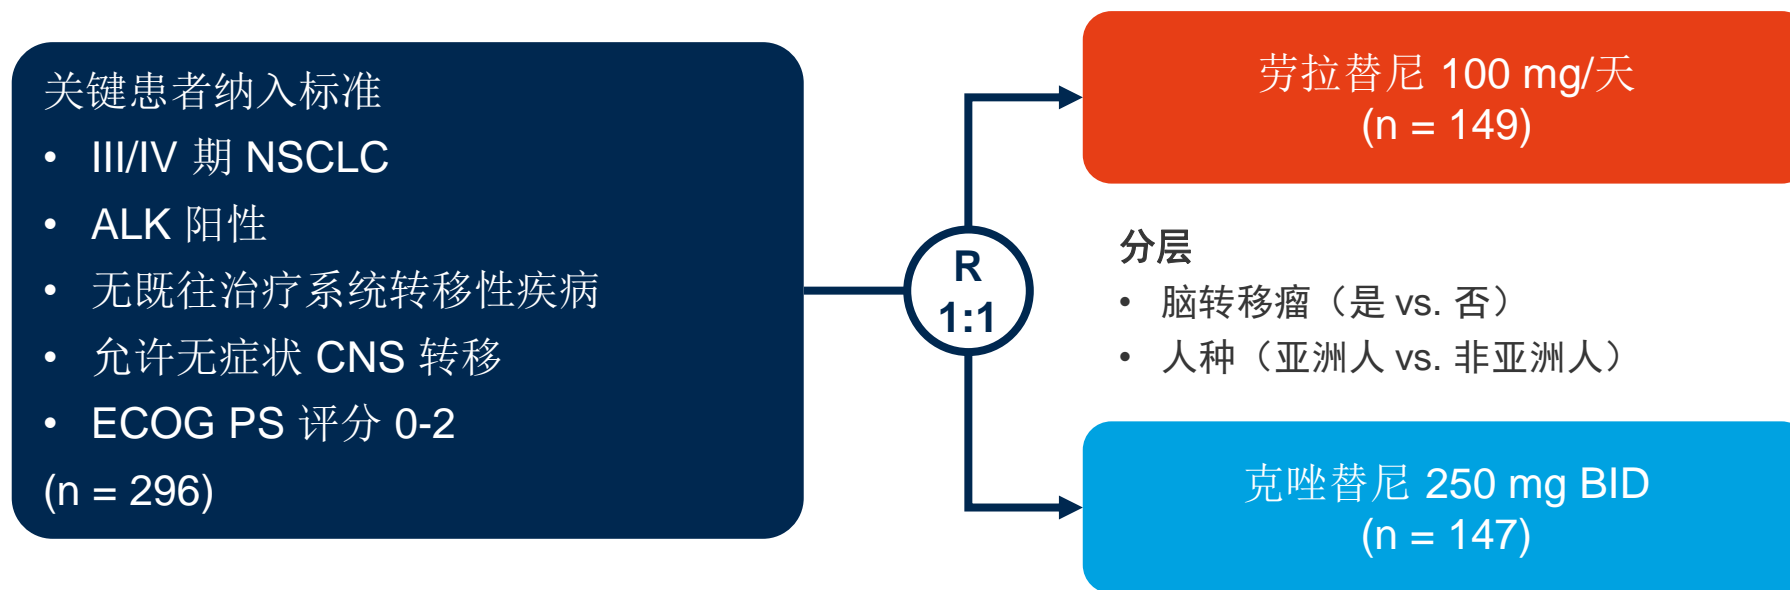 关键患者纳入标准
• III/IV 期 NSCLC
• ALK 阳性
• 无既往治疗系统转移性疾病
• 允许无症状 CNS 转移
• ECOG PS 评分 0-2
(n = 296)
R
1:1
劳拉替尼 100 mg/天
(n = 149)
分层
• 脑转移瘤（是 vs. 否）
• 人种（亚洲人 vs. 非亚洲人）
克唑替尼 250 mg BID
(n = 147)